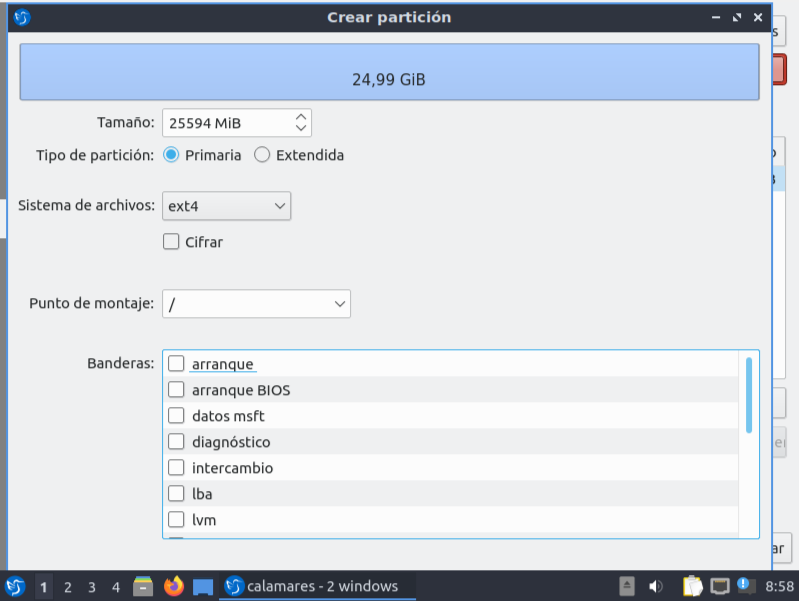 Crear partición
24,99 GiB
Tamaño: 25594 MiB
Tipo de partición: Primaria Extendida
Sistema de archivos: ext4
Cifrar
Punto de montaje: /
Banderas: arranque
arranque BIOS
datos msft
diagnóstico
intercambio
lba
lvm
1 2 3 4 calamares - 2 windows 8:58